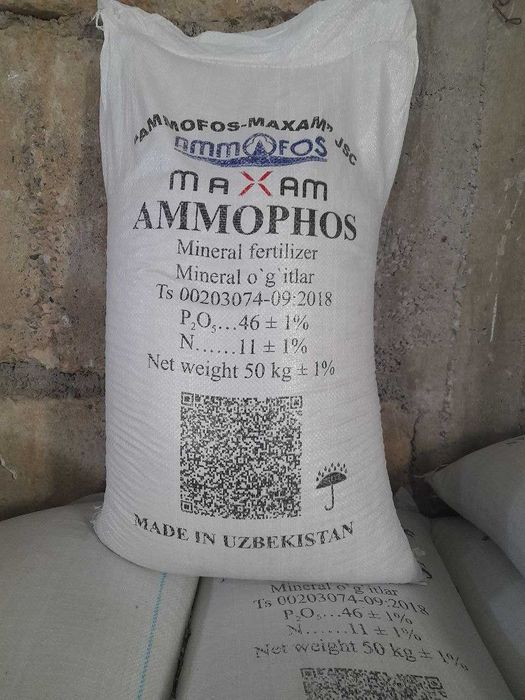 "AMMOFOS-MAXAM" JSC
AMMOFOS
MAXAM
AMMOPHOS
Mineral fertilizer
Mineral o`g`itlar
Ts 00203074-09:2018
P₂O₅...46 ± 1%
N......11 ± 1%
Net weight 50 kg ± 1%
MADE IN UZBEKISTAN
Mineral o`g`itlar
Ts 00203074-09:2018
P₂O₅...46 ± 1%
N......11 ± 1%
Net weight 50 kg ± 1%